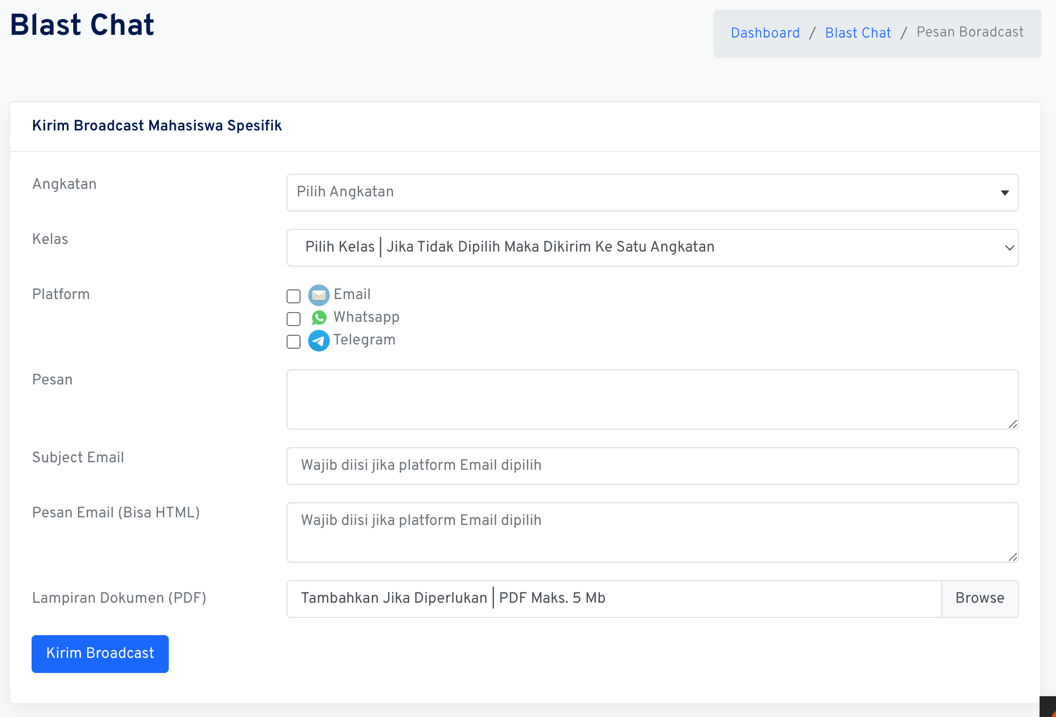 Blast Chat
Dashboard / Blast Chat / Pesan Boradcast
Kirim Broadcast Mahasiswa Spesifik
Angkatan
Pilih Angkatan
Kelas
Pilih Kelas | Jika Tidak Dipilih Maka Dikirim Ke Satu Angkatan
Platform
Email
Whatsapp
Telegram
Pesan
Subject Email
Wajib diisi jika platform Email dipilih
Pesan Email (Bisa HTML)
Wajib diisi jika platform Email dipilih
Lampiran Dokumen (PDF)
Tambahkan Jika Diperlukan | PDF Maks. 5 Mb
Browse
Kirim Broadcast